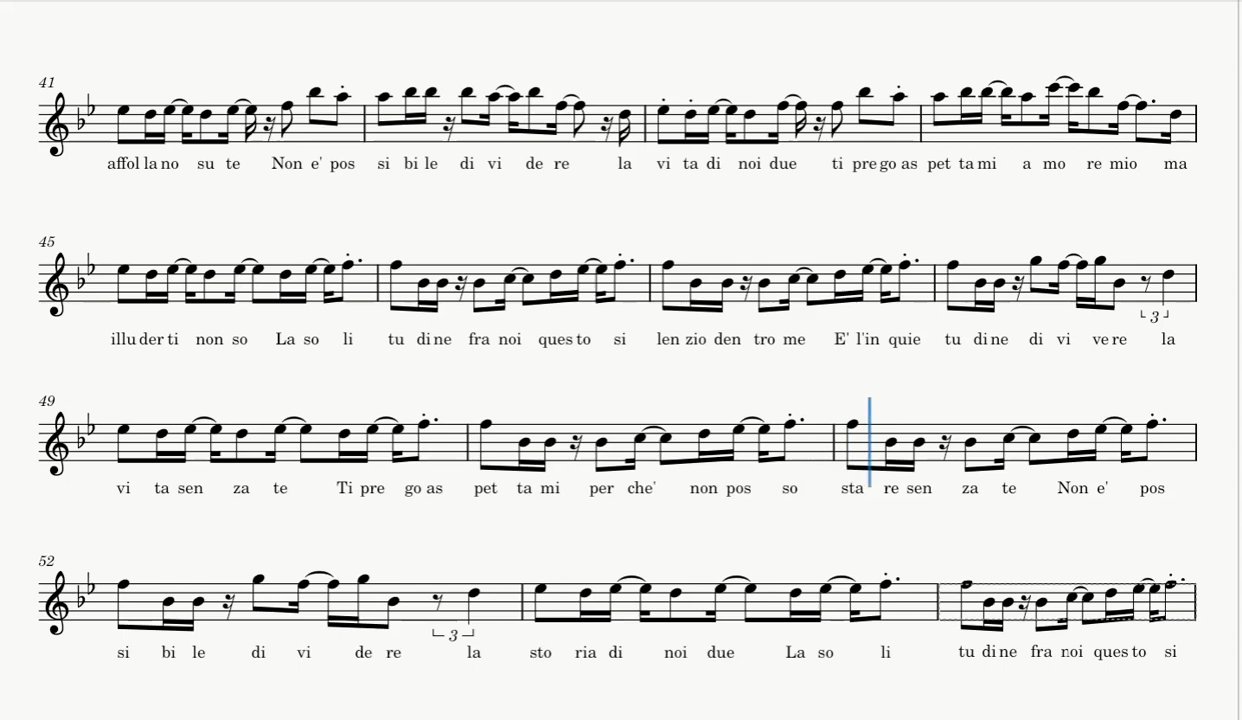 41
affol la no su te Non e' pos si bi le di vi de re la vi ta di noi due ti pre go as pet ta mi a mo re mio ma
45
illu der ti non so La so li tu di ne fra noi ques to si len zio den tro me E' l'in quie tu di ne di vi ve re la
3
49
vi ta sen za te Ti pre go as pet ta mi per che' non pos so sta re sen za te Non e' pos
52
3
si bi le di vi de re la sto ria di noi due La so li tu di ne fra noi ques to si